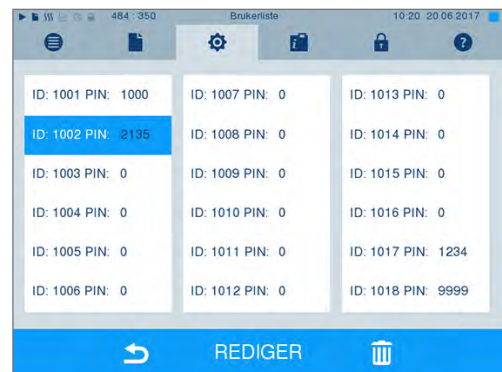 484 : 350 Brukerliste 10:20 20.06.2017
ID: 1001 PIN: 1000
ID: 1002 PIN: 2135
ID: 1003 PIN: 0
ID: 1004 PIN: 0
ID: 1005 PIN: 0
ID: 1006 PIN: 0
ID: 1007 PIN: 0
ID: 1008 PIN: 0
ID: 1009 PIN: 0
ID: 1010 PIN: 0
ID: 1011 PIN: 0
ID: 1012 PIN: 0
ID: 1013 PIN: 0
ID: 1014 PIN: 0
ID: 1015 PIN: 0
ID: 1016 PIN: 0
ID: 1017 PIN: 1234
ID: 1018 PIN: 9999
REDIGER